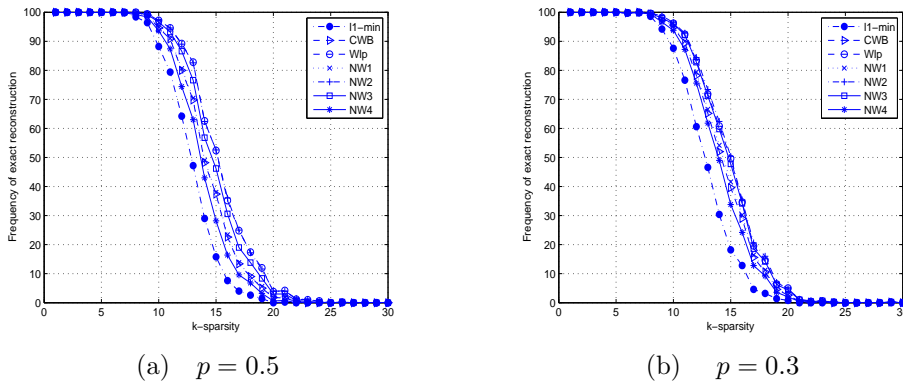 Frequency of exact reconstruction
100
90
80
70
60
50
40
30
20
10
0
0 5 10 15 20 25 30
k−sparsity
l1−min
CWB
Wlp
NW1
NW2
NW3
NW4
(a) p = 0.5
Frequency of exact reconstruction
100
90
80
70
60
50
40
30
20
10
0
0 5 10 15 20 25 30
k−sparsity
l1−min
CWB
Wlp
NW1
NW2
NW3
NW4
(b) p = 0.3